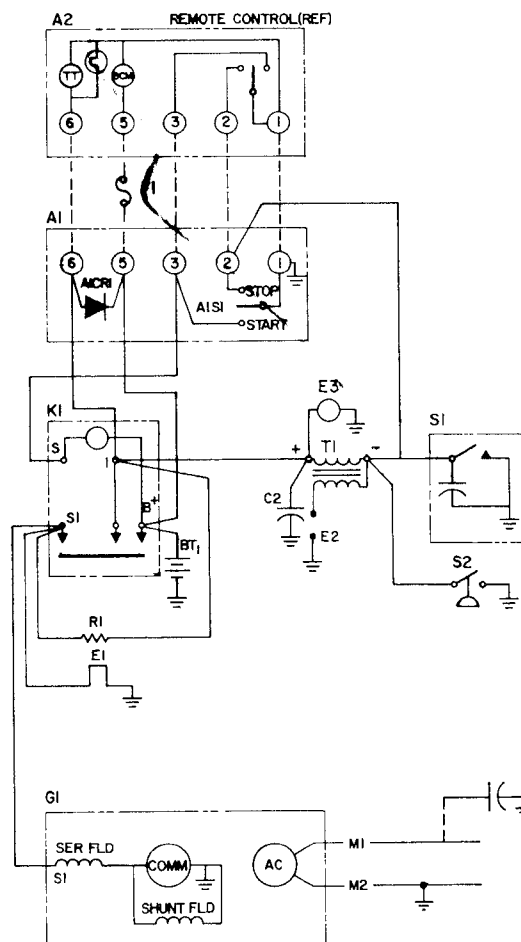 A2 REMOTE CONTROL(REF)
TT BCM
6 5 3 2 1
A1
6 5 3 2 1
A1CR1 STOP
A1S1
START
K1
S
1 B+
S1
BT1
R1
E1
E3
+ T1 -
C2
E2
S1
S2
G1
SER FLD
S1
COMM
SHUNT FLD
AC
M1
M2